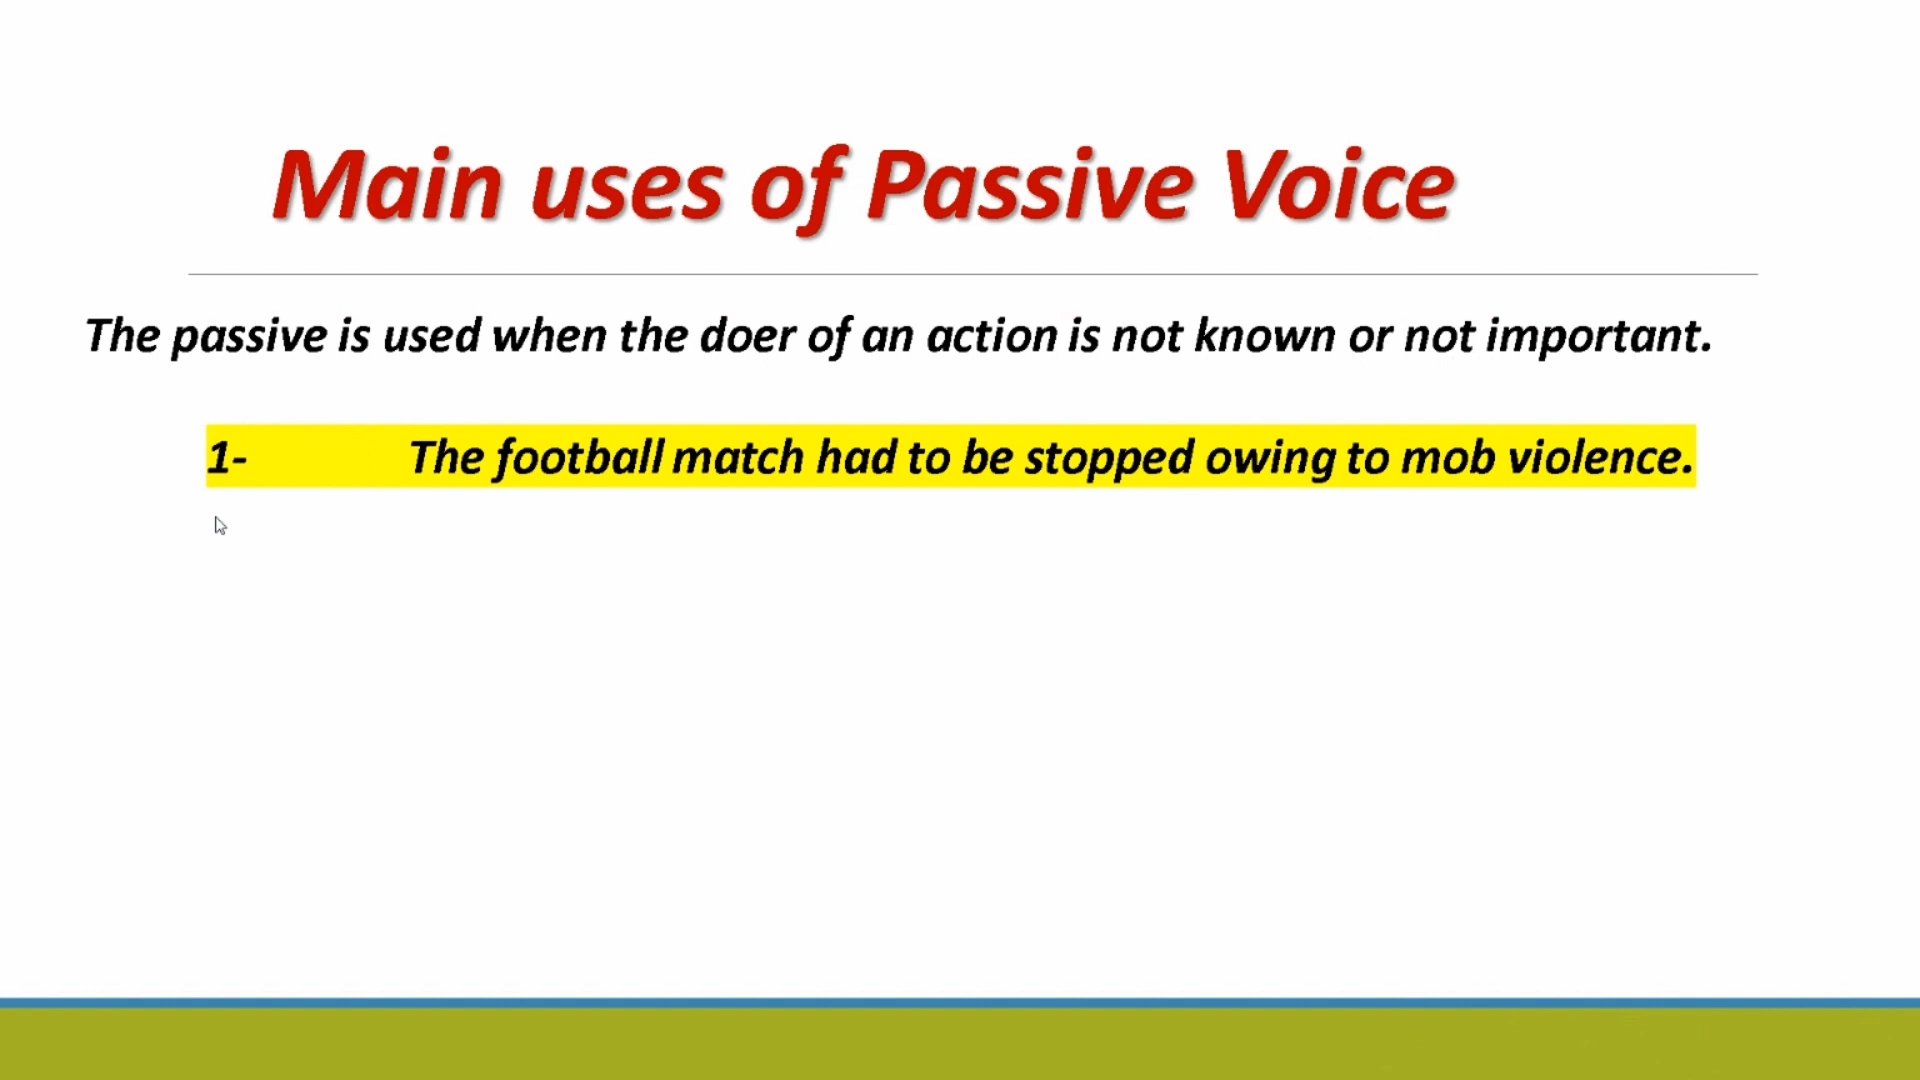 Main uses of Passive Voice
The passive is used when the doer of an action is not known or not important.
1- The football match had to be stopped owing to mob violence.